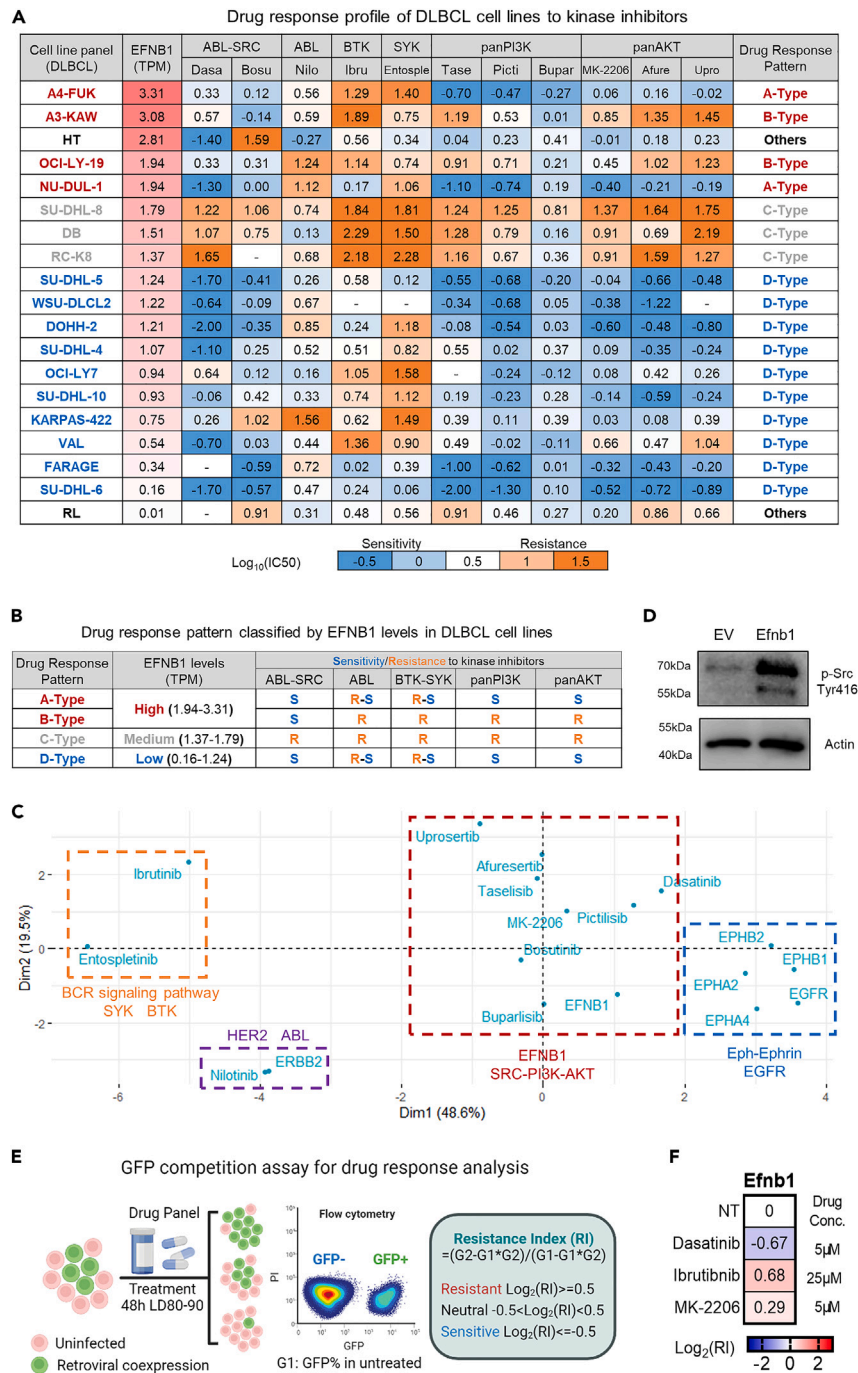 A
Drug response profile of DLBCL cell lines to kinase inhibitors
Cell line panel (DLBCL) EFNB1 (TPM) ABL-SRC ABL BTK SYK panPI3K panAKT Drug Response Pattern
Dasa Bosu Nilo Ibru Entosple Tase Picti Bupar MK-2206 Afure Upro
A4-FUK 3.31 0.33 0.12 0.56 1.29 1.40 -0.70 -0.47 -0.27 0.06 0.16 -0.02 A-Type
A3-KAW 3.08 0.57 -0.14 0.59 1.89 0.75 1.19 0.53 0.01 0.85 1.35 1.45 B-Type
HT 2.81 -1.40 1.59 -0.27 0.56 0.34 0.04 0.23 0.41 -0.01 0.18 0.23 Others
OCI-LY-19 1.94 0.33 0.31 1.24 1.14 0.74 0.91 0.71 0.21 0.45 1.02 1.23 B-Type
NU-DUL-1 1.94 -1.30 0.00 1.12 0.17 1.06 -1.10 -0.74 0.19 -0.40 -0.21 -0.19 A-Type
SU-DHL-8 1.79 1.22 1.06 0.74 1.84 1.81 1.24 1.25 0.81 1.37 1.64 1.75 C-Type
DB 1.51 1.07 0.75 0.13 2.29 1.50 1.28 0.79 0.16 0.91 0.69 2.19 C-Type
RC-K8 1.37 1.65 - 0.68 2.18 2.28 1.16 0.67 0.36 0.91 1.59 1.27 C-Type
SU-DHL-5 1.24 -1.70 -0.41 0.26 0.58 0.12 -0.55 -0.68 -0.20 -0.04 -0.66 -0.48 D-Type
WSU-DLCL2 1.22 -0.64 -0.09 0.67 - - -0.34 -0.68 0.05 -0.38 -1.22 - D-Type
DOHH-2 1.21 -2.00 -0.35 0.85 0.24 1.18 -0.08 -0.54 0.03 -0.60 -0.48 -0.80 D-Type
SU-DHL-4 1.07 -1.10 0.25 0.52 0.51 0.82 0.55 0.02 0.37 0.09 -0.35 -0.24 D-Type
OCI-LY7 0.94 0.64 0.12 0.16 1.05 1.58 - -0.24 -0.12 0.08 0.42 0.26 D-Type
SU-DHL-10 0.93 -0.06 0.42 0.33 0.74 1.12 -0.13 -0.23 0.28 -0.14 -0.59 -0.24 D-Type
KARPAS-422 0.75 0.26 1.02 1.56 0.62 1.49 0.39 0.11 0.39 0.03 0.08 0.39 D-Type
VAL 0.54 -0.70 0.03 0.44 1.36 0.90 0.49 -0.02 -0.11 0.66 0.47 1.04 D-Type
FARAGE 0.34 - -0.59 0.72 0.02 0.39 -1.00 -0.62 0.01 -0.32 -0.43 -0.20 D-Type
SU-DHL-6 0.16 -1.70 -0.57 0.47 0.24 0.06 -2.00 -1.30 0.10 -0.52 -0.72 -0.89 D-Type
RL 0.01 - 0.91 0.31 0.48 0.56 0.91 0.46 0.27 0.20 0.86 0.66 Others
Sensitivity Resistance
Log10(IC50) -0.5 0 0.5 1 1.5
B
Drug response pattern classified by EFNB1 levels in DLBCL cell lines
Drug Response Pattern EFNB1 levels (TPM) Sensitivity/Resistance to kinase inhibitors
ABL-SRC ABL BTK-SYK panPI3K panAKT
A-Type High (1.94-3.31) S R-S R-S S S
B-Type S R R R R
C-Type Medium (1.37-1.79) R R R R R
D-Type Low (0.16-1.24) S R-S R-S S S
D
EV Efnb1
70kDa
55kDa
p-Src
Tyr416
55kDa
40kDa
Actin
C
Dim2 (19.5%)
2
0
-2
Uprosertib
Ibrutinib
Afuresertib
Taselisib
Dasatinib
MK-2206
Pictilisib
Entospletinib
Bosutinib
EPHB2
EPHB1
EPHA2
EGFR
Buparlisib
EFNB1
EPHA4
BCR signaling pathway
SYK BTK
HER2 ABL
Nilotinib
ERBB2
EFNB1
SRC-PI3K-AKT
Eph-Ephrin
EGFR
-6 -4 -2 0 2 4
Dim1 (48.6%)
E
GFP competition assay for drug response analysis
Drug Panel
Treatment
48h LD80-90
Uninfected
Retroviral coexpression
Flow cytometry
GFP- GFP+
PI
GFP
G1: GFP% in untreated
Resistance Index (RI)
=(G2-G1*G2)/(G1-G1*G2)
Resistant Log2(RI)>=0.5
Neutral -0.5<Log2(RI)<0.5
Sensitive Log2(RI)<=-0.5
F
Efnb1
NT 0 Drug Conc.
Dasatinib -0.67 5μM
Ibrutibnib 0.68 25μM
MK-2206 0.29 5μM
Log2(RI)
-2 0 2